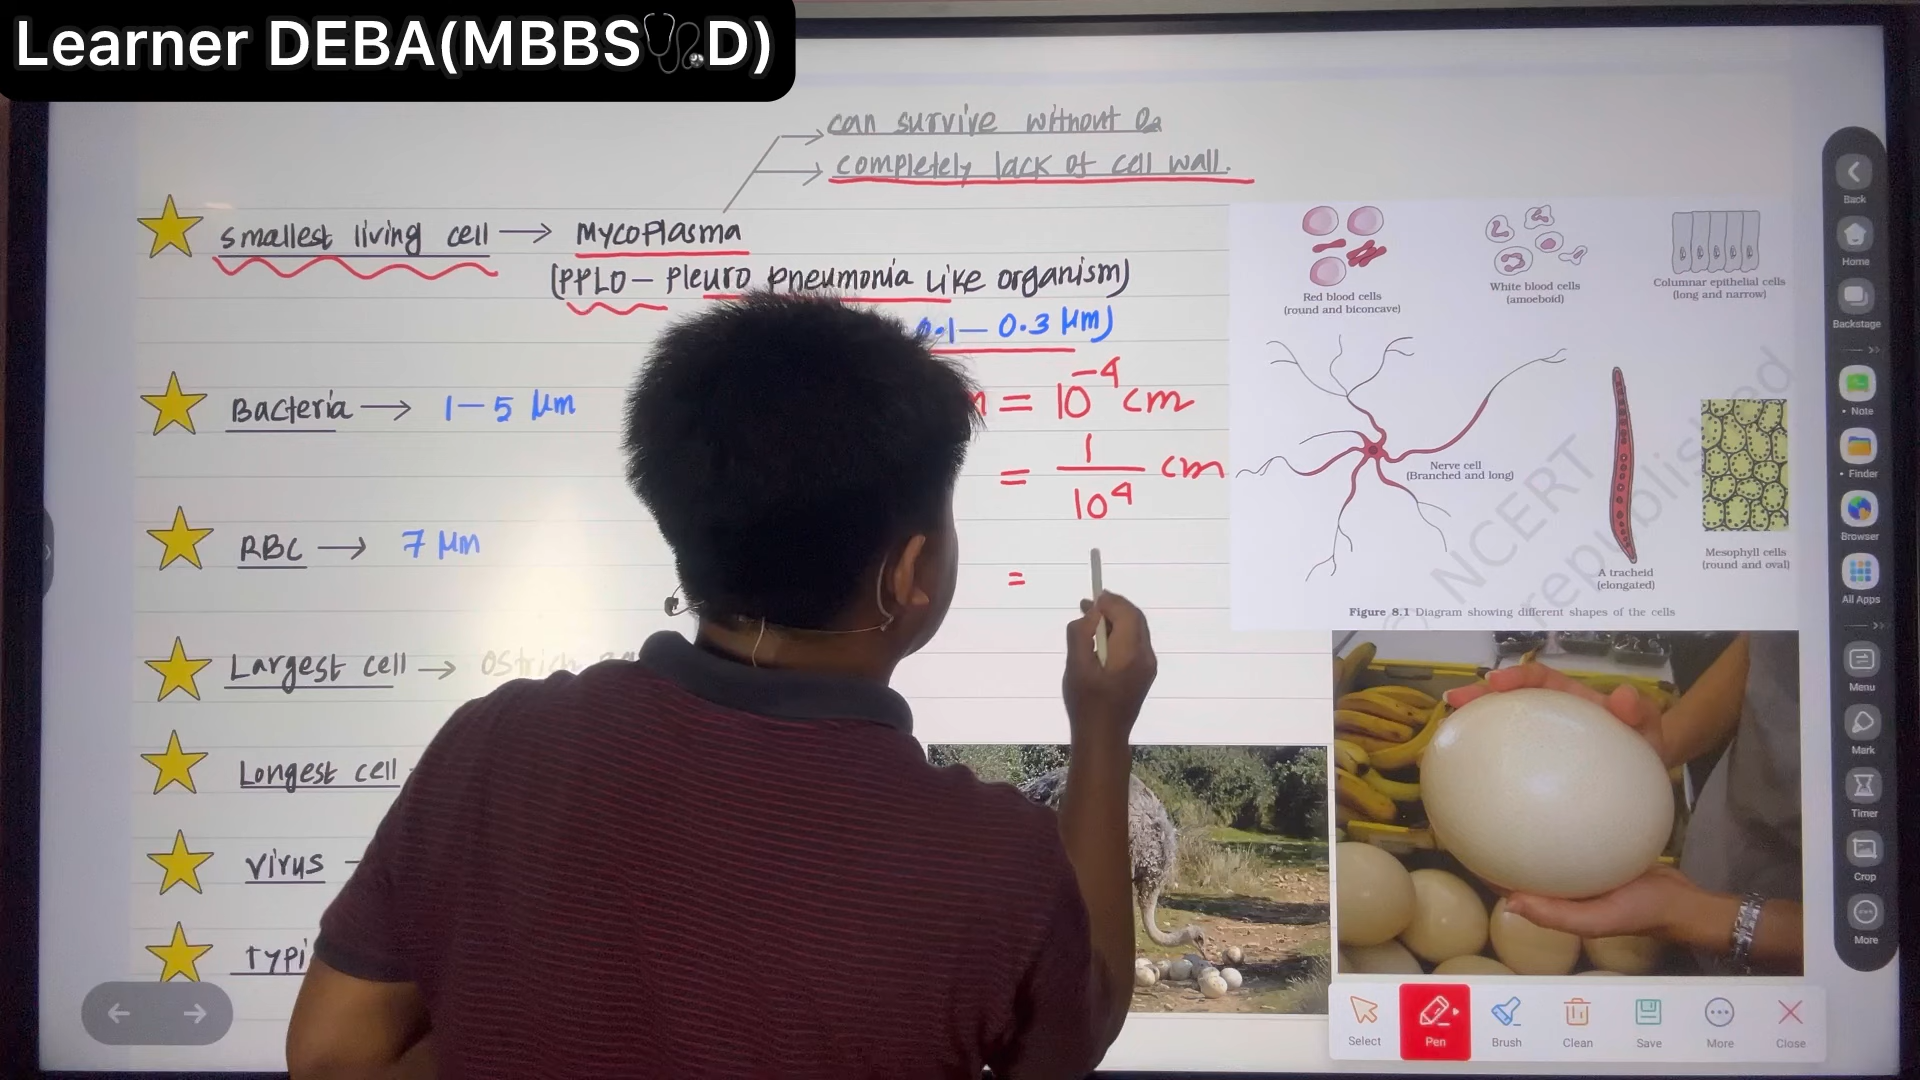 Learner DEBA(MBBS🩺D)
can survive without O2
completely lack of cell wall.
smallest living cell → Mycoplasma
(PPLO – Pleuro pneumonia Like organism)
0.1 – 0.3 μm)
= 10⁻⁴ cm
Bacteria → 1 – 5 μm
= 1/10⁴ cm
RBC → 7 μm
=
Largest cell → Ostrich
Longest cell
Virus
Red blood cells
(round and biconcave)
White blood cells
(amoeboid)
Columnar epithelial cells
(long and narrow)
Nerve cell
(Branched and long)
A tracheid
(elongated)
Mesophyll cells
(round and oval)
Figure 8.1 Diagram showing different shapes of the cells
© NCERT
republished
Back
Home
Backstage
• Note
• Finder
Browser
All Apps
Menu
Mark
Timer
Crop
More
Select
Pen
Brush
Clean
Save
More
Close